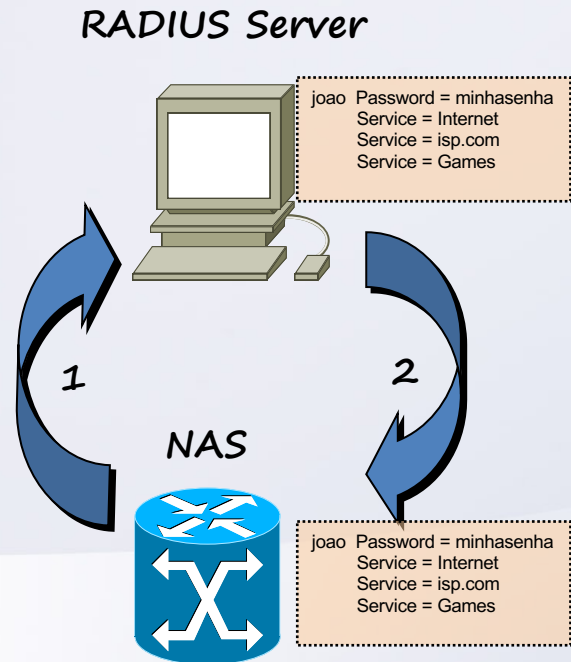 RADIUS Server
joao Password = minhasenha
Service = Internet
Service = isp.com
Service = Games
1
2
NAS
joao Password = minhasenha
Service = Internet
Service = isp.com
Service = Games